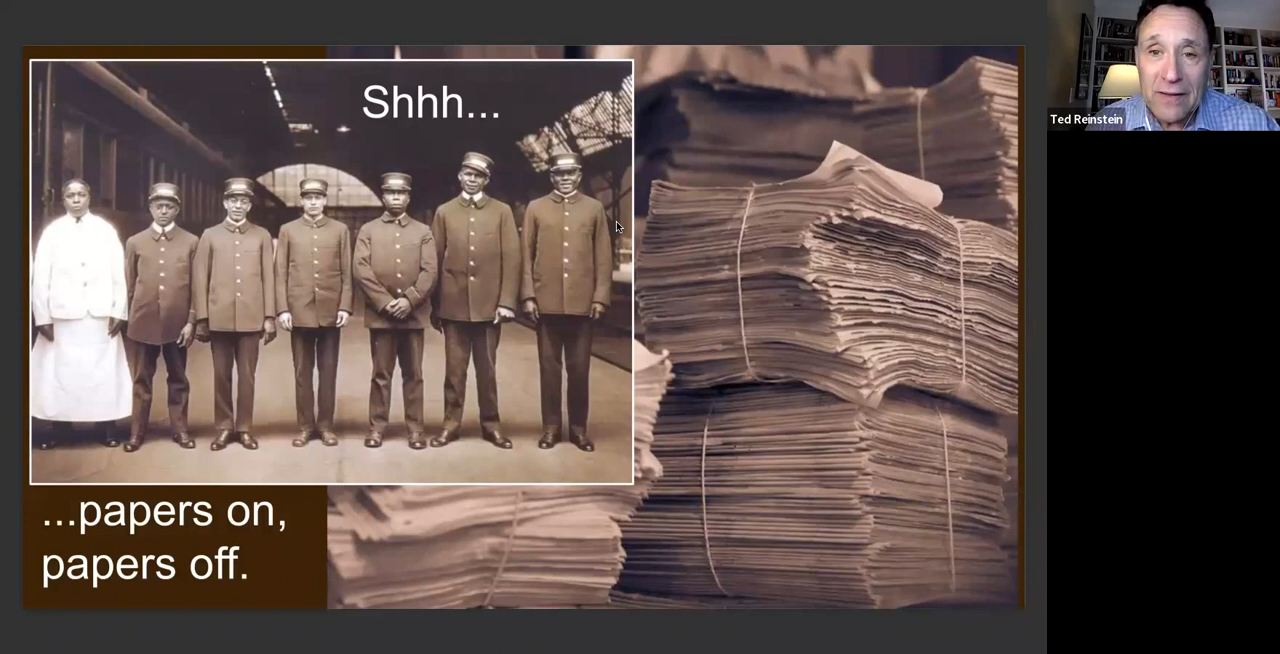 Shhh...
...papers on,
papers off.
Ted Reinstein